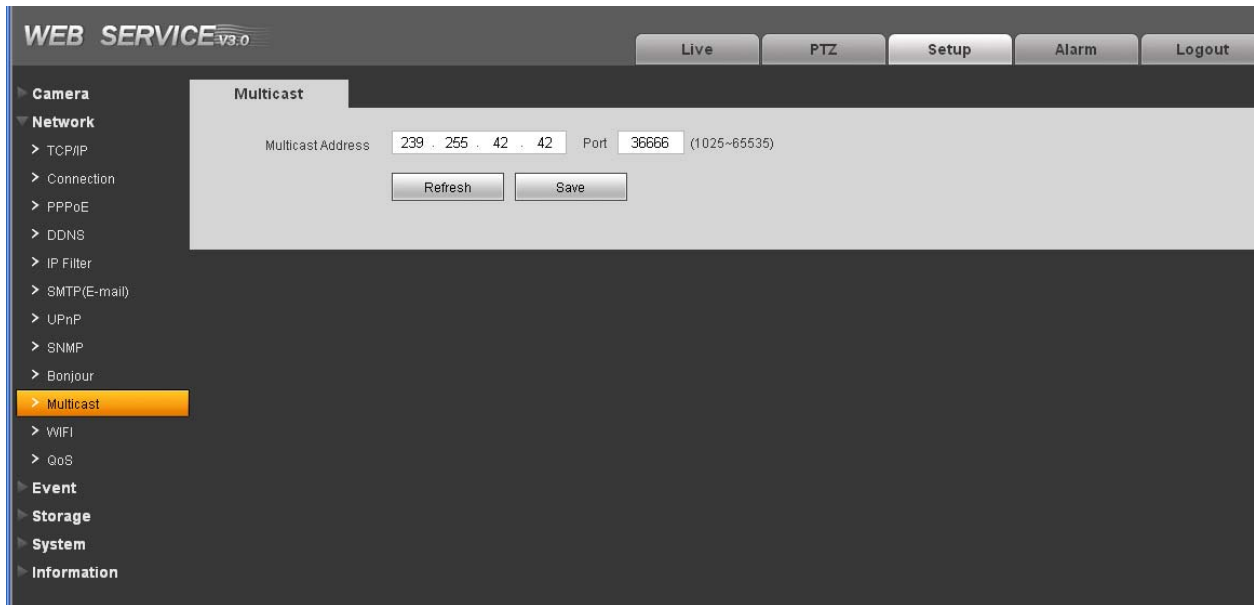 WEB SERVICE V3.0
Live PTZ Setup Alarm Logout
Camera
Network
> TCP/IP
> Connection
> PPPoE
> DDNS
> IP Filter
> SMTP(E-mail)
> UPnP
> SNMP
> Bonjour
> Multicast
> WIFI
> QoS
Event
Storage
System
Information
Multicast
Multicast Address 239 . 255 . 42 . 42 Port 36666 (1025~65535)
Refresh Save